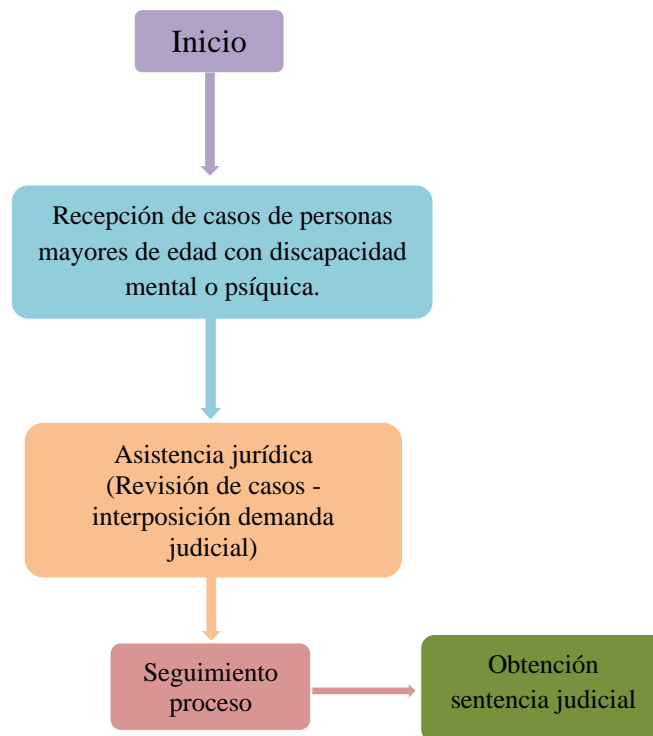 Inicio
Recepción de casos de personas
mayores de edad con discapacidad
mental o psíquica.
Asistencia jurídica
(Revisión de casos -
interposición demanda
judicial)
Seguimiento
proceso
Obtención
sentencia judicial